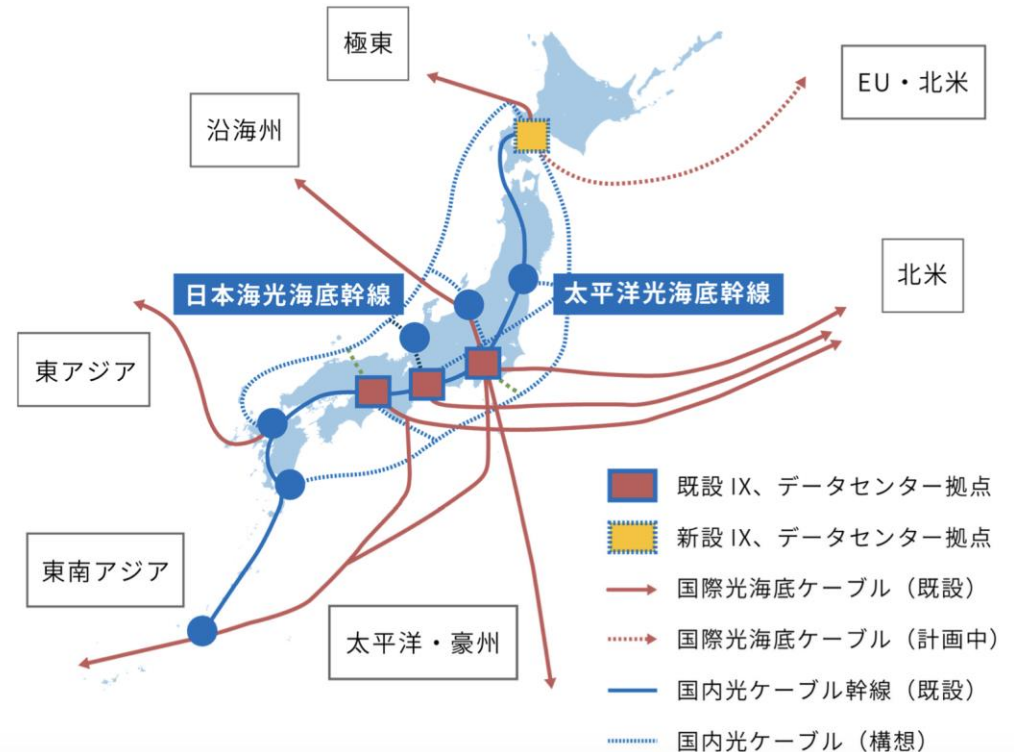 極東
EU・北米
沿海州
北米
日本海光海底幹線
太平洋光海底幹線
東アジア
東南アジア
太平洋・豪州
既設 IX、データセンター拠点
新設 IX、データセンター拠点
国際光海底ケーブル（既設）
国際光海底ケーブル（計画中）
国内光ケーブル幹線（既設）
国内光ケーブル（構想）